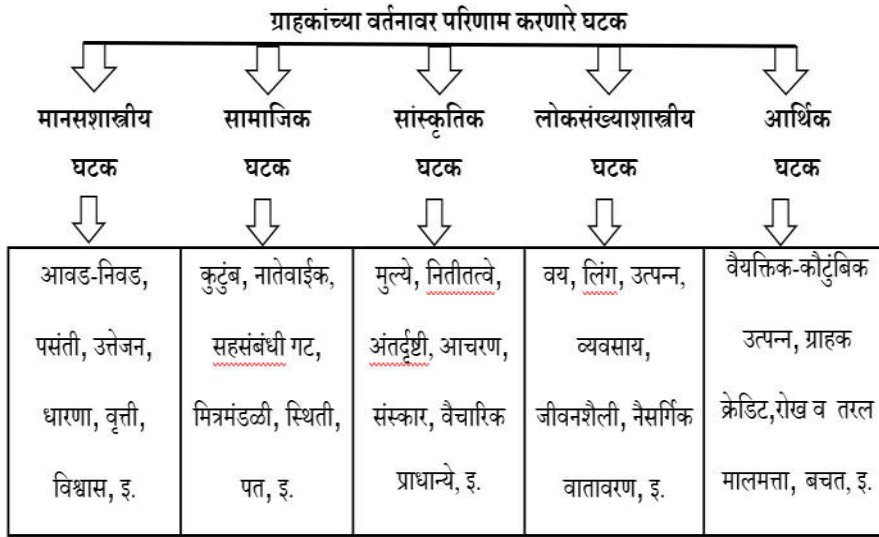 ग्राहकांच्या वर्तनावर परिणाम करणारे घटक
मानसशास्त्रीय
घटक
सामाजिक
घटक
सांस्कृतिक
घटक
लोकसंख्याशास्त्रीय
घटक
आर्थिक
घटक
आवड-निवड,
पसंती, उत्तेजन,
धारणा, वृत्ती,
विश्वास, इ.
कुटुंब, नातेवाईक,
सहसंबंधी गट,
मित्रमंडळी, स्थिती,
पत, इ.
मुल्ये, नितीतत्वे,
अंतर्दृष्टी, आचरण,
संस्कार, वैचारिक
प्राधान्ये, इ.
वय, लिंग, उत्पन्न,
व्यवसाय,
जीवनशैली, नैसर्गिक
वातावरण, इ.
वैयक्तिक-कौटुंबिक
उत्पन्न, ग्राहक
क्रेडिट,रोख व तरल
मालमत्ता, बचत, इ.